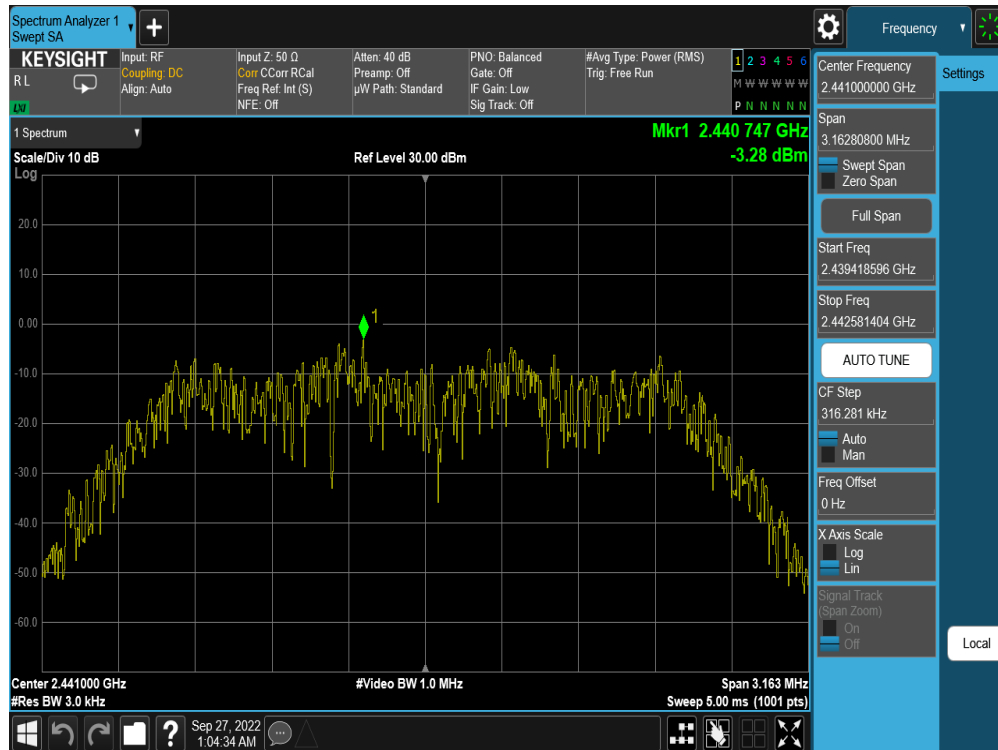 Spectrum Analyzer 1
Swept SA
+
Frequency
KEYSIGHT
R L
LXI
Input: RF
Coupling: DC
Align: Auto
Input Z: 50 Ω
Corr CCorr RCal
Freq Ref: Int (S)
NFE: Off
Atten: 40 dB
Preamp: Off
µW Path: Standard
PNO: Balanced
Gate: Off
IF Gain: Low
Sig Track: Off
#Avg Type: Power (RMS)
Trig: Free Run
1 2 3 4 5 6
M W W W W W
P N N N N N
1 Spectrum
Scale/Div 10 dB
Log
Ref Level 30.00 dBm
Mkr1 2.440 747 GHz
-3.28 dBm
20.0
10.0
0.00
-10.0
-20.0
-30.0
-40.0
-50.0
-60.0
1
Center 2.441000 GHz
#Res BW 3.0 kHz
#Video BW 1.0 MHz
Span 3.163 MHz
Sweep 5.00 ms (1001 pts)
Center Frequency
2.441000000 GHz
Settings
Span
3.16280800 MHz
Swept Span
Zero Span
Full Span
Start Freq
2.439418596 GHz
Stop Freq
2.442581404 GHz
AUTO TUNE
CF Step
316.281 kHz
Auto
Man
Freq Offset
0 Hz
X Axis Scale
Log
Lin
Signal Track
(Span Zoom)
On
Off
Local
?
Sep 27, 2022
1:04:34 AM